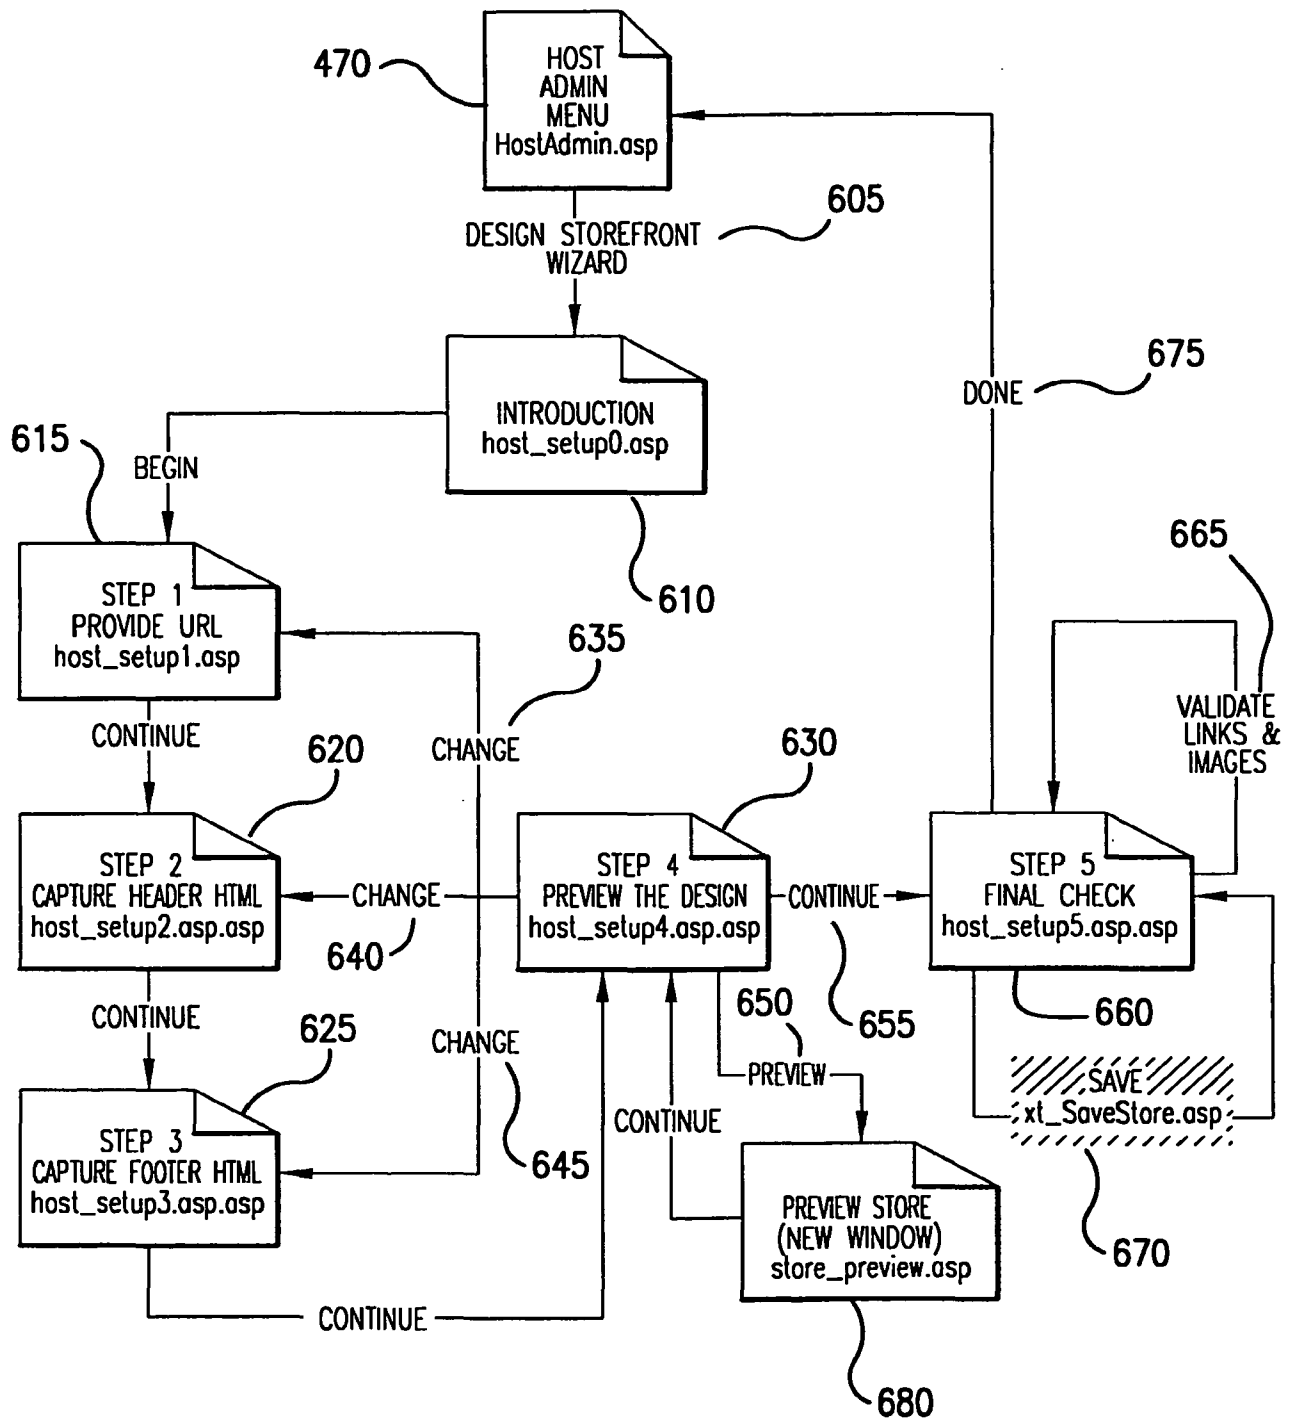 470
HOST
ADMIN
MENU
HostAdmin.asp
605
DESIGN STOREFRONT
WIZARD
675
DONE
INTRODUCTION
host_setup0.asp
615
BEGIN
610
665
STEP 1
PROVIDE URL
host_setup1.asp
635
VALIDATE
LINKS &
IMAGES
CONTINUE
620
CHANGE
630
STEP 2
CAPTURE HEADER HTML
host_setup2.asp.asp
CHANGE
640
STEP 4
PREVIEW THE DESIGN
host_setup4.asp.asp
CONTINUE
655
STEP 5
FINAL CHECK
host_setup5.asp.asp
660
CONTINUE
625
CHANGE
645
650
PREVIEW
CONTINUE
SAVE
xt_SaveStore.asp
670
STEP 3
CAPTURE FOOTER HTML
host_setup3.asp.asp
PREVIEW STORE
(NEW WINDOW)
store_preview.asp
CONTINUE
680